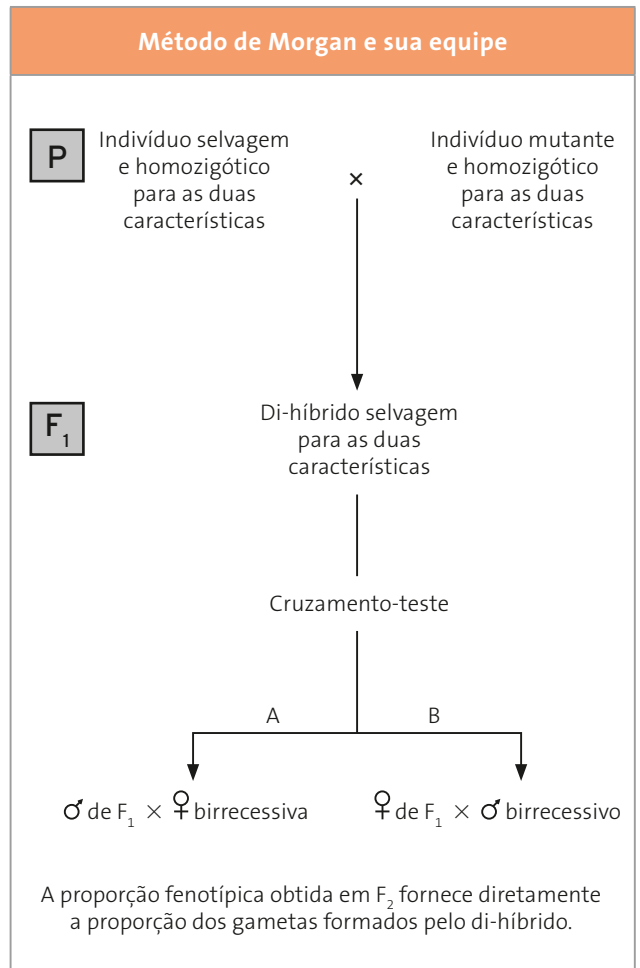 Método de Morgan e sua equipe
P
Indivíduo selvagem
e homozigótico
para as duas
características
×
Indivíduo mutante
e homozigótico
para as duas
características
F₁
Di-híbrido selvagem
para as duas
características
Cruzamento-teste
A
B
♂ de F₁ × ♀ birrecessiva
♀ de F₁ × ♂ birrecessivo
A proporção fenotípica obtida em F₂ fornece diretamente
a proporção dos gametas formados pelo di-híbrido.